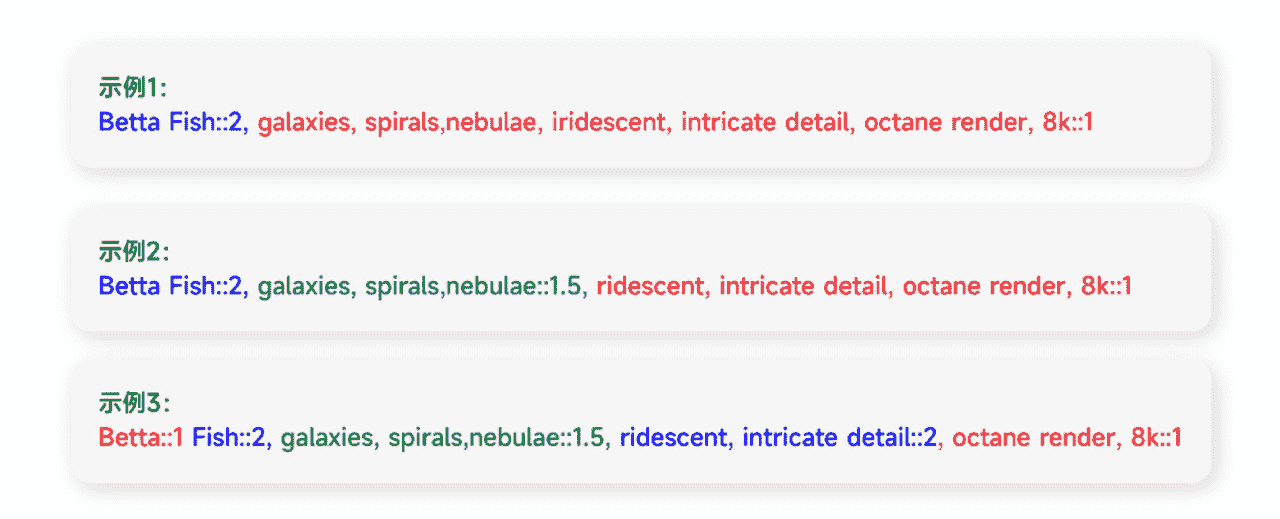 示例1:
Betta Fish::2, galaxies, spirals,nebulae, iridescent, intricate detail, octane render, 8k::1
示例2:
Betta Fish::2, galaxies, spirals,nebulae::1.5, ridescent, intricate detail, octane render, 8k::1
示例3:
Betta::1 Fish::2, galaxies, spirals,nebulae::1.5, ridescent, intricate detail::2, octane render, 8k::1